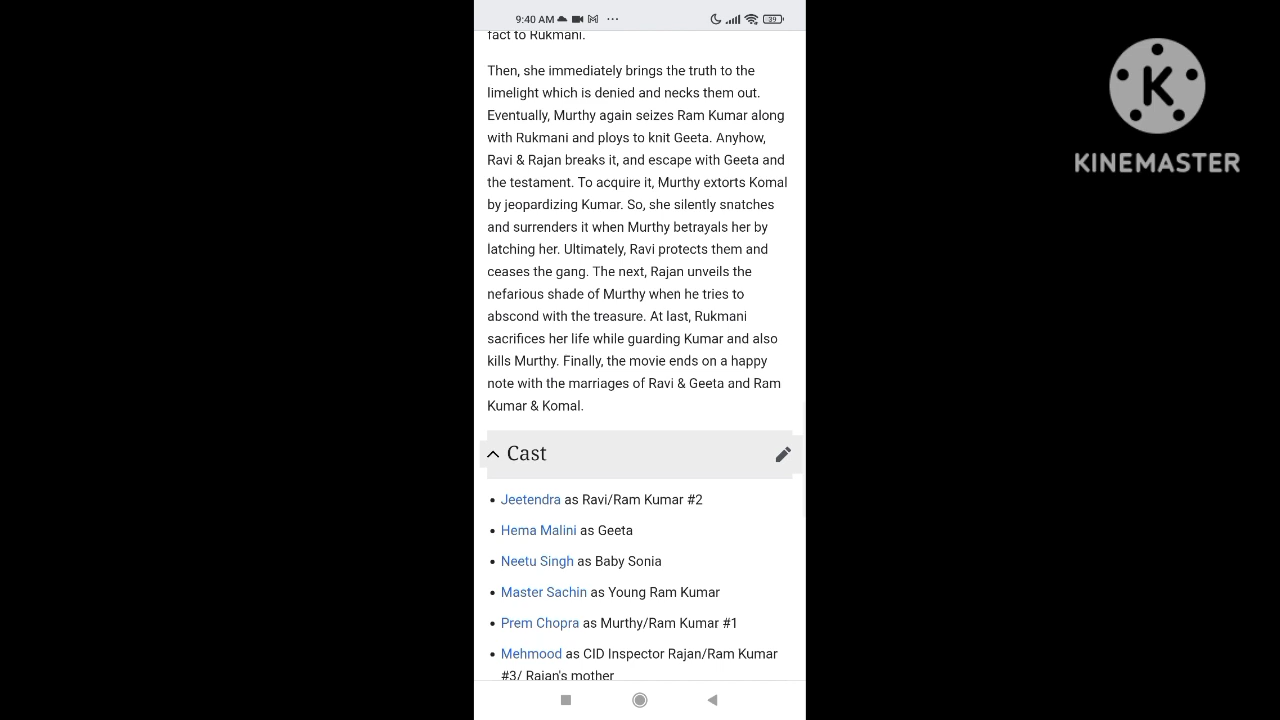 9:40 AM
39
fact to Rukmani.
Then, she immediately brings the truth to the
limelight which is denied and necks them out.
Eventually, Murthy again seizes Ram Kumar along
with Rukmani and ploys to knit Geeta. Anyhow,
Ravi & Rajan breaks it, and escape with Geeta and
the testament. To acquire it, Murthy extorts Komal
by jeopardizing Kumar. So, she silently snatches
and surrenders it when Murthy betrayals her by
latching her. Ultimately, Ravi protects them and
ceases the gang. The next, Rajan unveils the
nefarious shade of Murthy when he tries to
abscond with the treasure. At last, Rukmani
sacrifices her life while guarding Kumar and also
kills Murthy. Finally, the movie ends on a happy
note with the marriages of Ravi & Geeta and Ram
Kumar & Komal.
Cast
• Jeetendra as Ravi/Ram Kumar #2
• Hema Malini as Geeta
• Neetu Singh as Baby Sonia
• Master Sachin as Young Ram Kumar
• Prem Chopra as Murthy/Ram Kumar #1
• Mehmood as CID Inspector Rajan/Ram Kumar
#3/ Rajan's mother
K
KINEMASTER